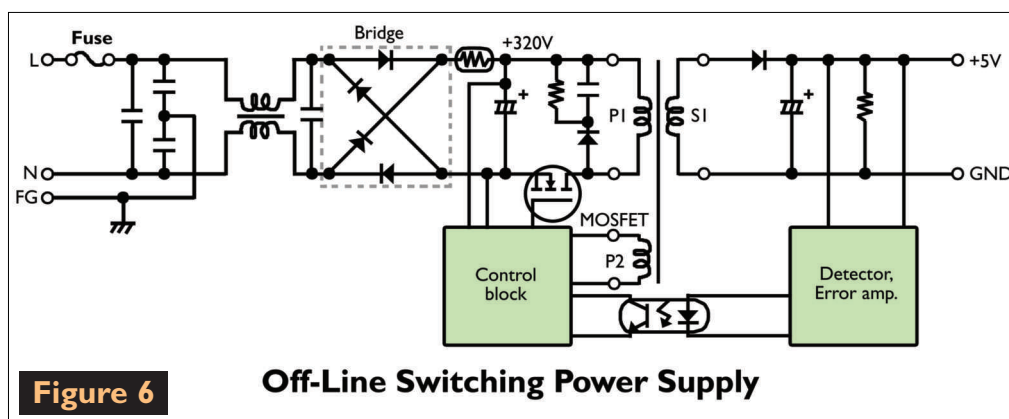 Fuse
Bridge
+320V
L
+5V
P1
S1
N
GND
FG
MOSFET
P2
Control
block
Detector,
Error amp.
+
+
Off-Line Switching Power Supply
Figure 6